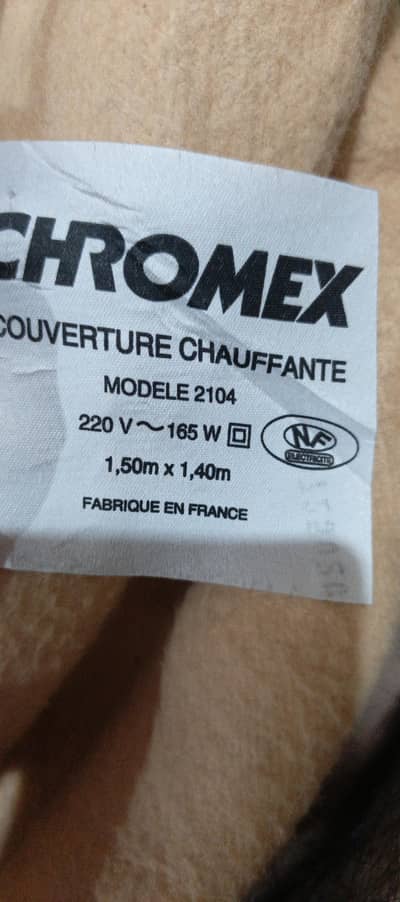 CHROMEX
COUVERTURE CHAUFFANTE
MODELE 2104
220 V ~ 165 W
NF
ELECTRICITE
1,50m x 1,40m
FABRIQUE EN FRANCE